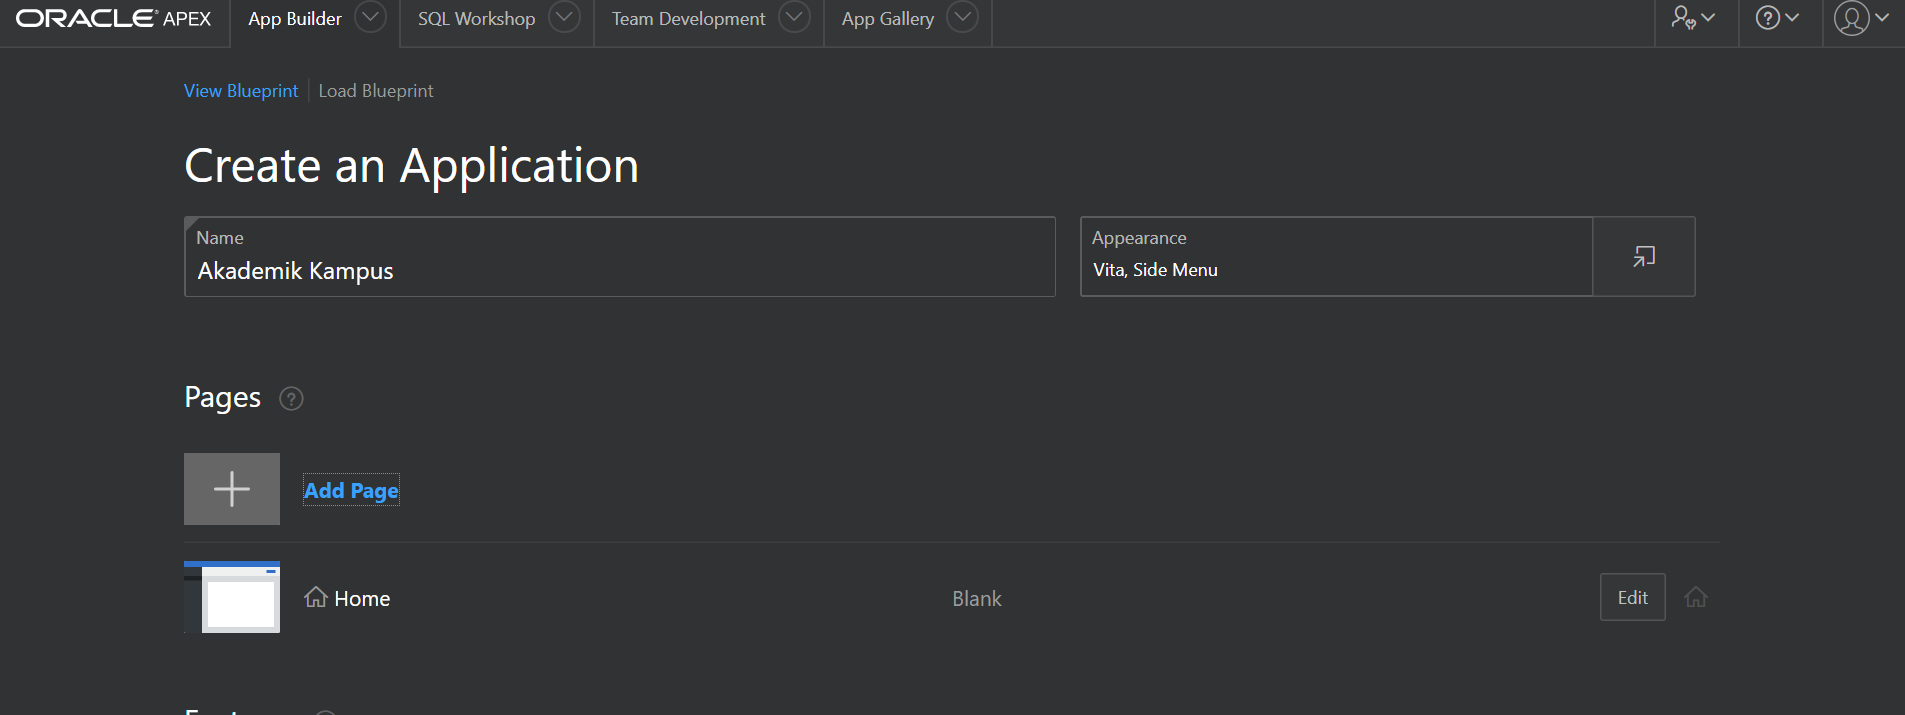 ORACLE APEX App Builder SQL Workshop Team Development App Gallery
View Blueprint Load Blueprint
Create an Application
Name
Akademik Kampus
Appearance
Vita, Side Menu
Pages ?
Add Page
Home Blank Edit